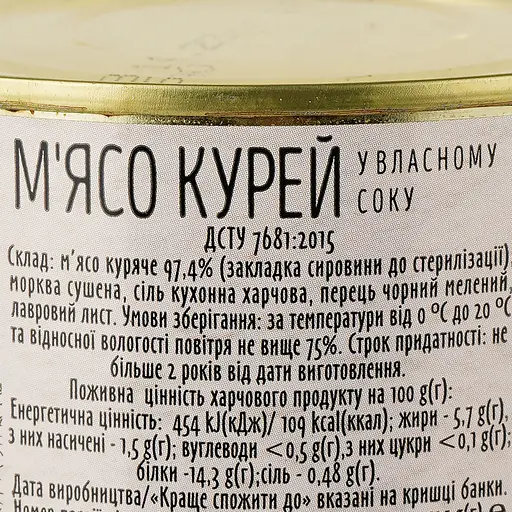 М'ЯСО КУРЕЙ У ВЛАСНОМУ
СОКУ
ДСТУ 7681:2015
Склад: м'ясо куряче 97,4% (закладка сировини до стерилізації),
морква сушена, сіль кухонна харчова, перець чорний мелений,
лавровий лист. Умови зберігання: за температури від 0 °С до 20 °С
та відносної вологості повітря не вище 75%. Строк придатності: не
більше 2 років від дати виготовлення.
Поживна цінність харчового продукту на 100 g(г):
Енергетична цінність: 454 kJ(кДж)/ 109 kcal(ккал); жири - 5,7 g(г),
з них насичені - 1,5 g(г); вуглеводи <0,5 g(г),з них цукри <0,1 g(г);
білки -14,3 g(г);сіль - 0,48 g(г).
Дата виробництва/«Краще спожити до» вказані на кришці банки.